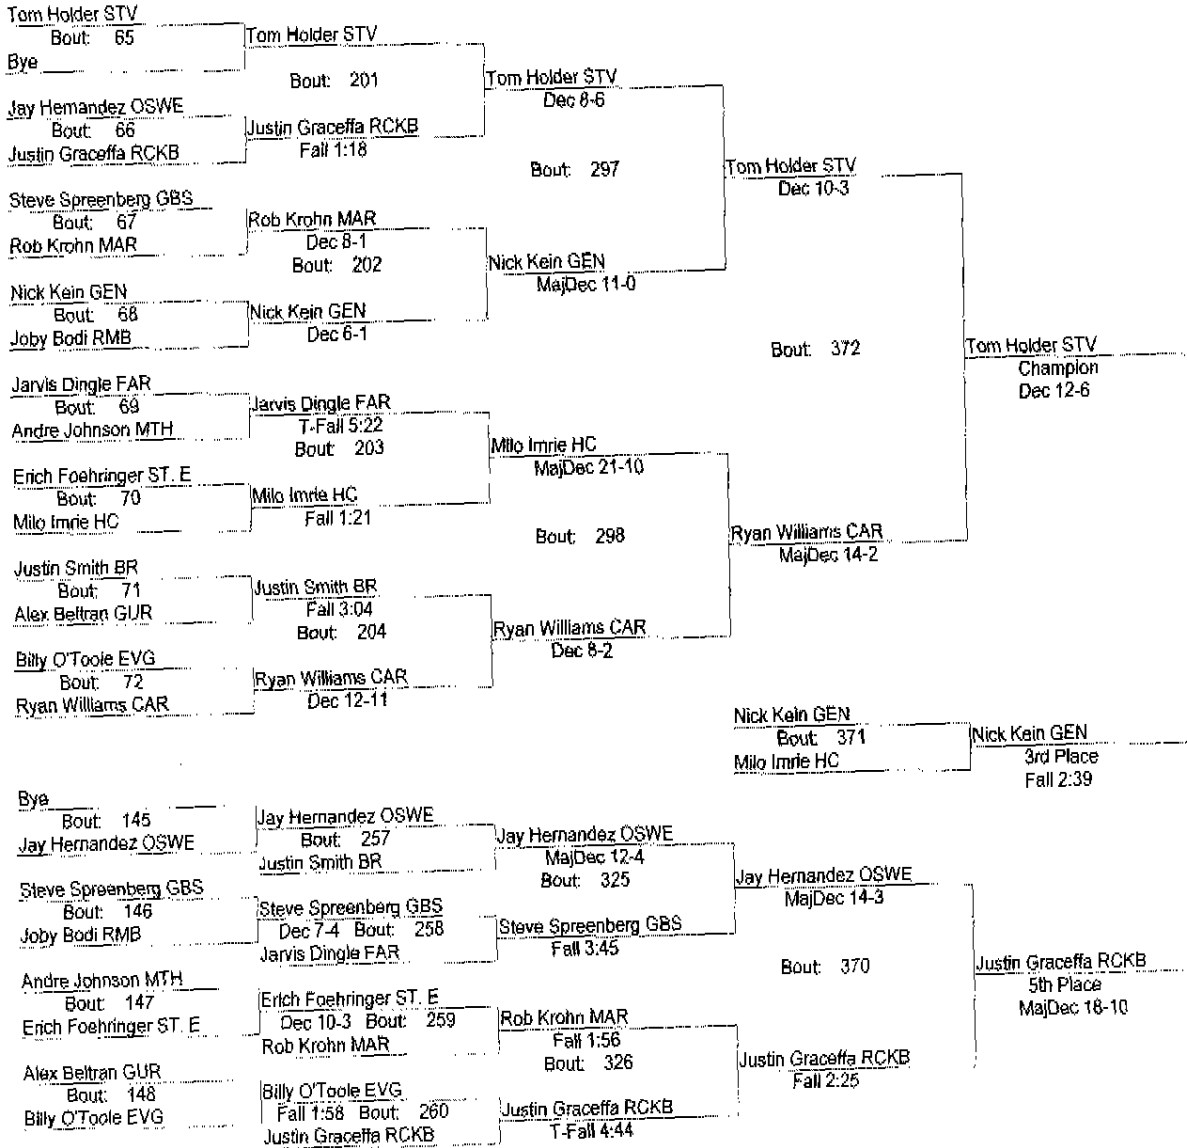 Tom Holder STV
Bout: 65
Bye
Tom Holder STV
Bout: 201
Jay Hernandez OSWE
Bout: 66
Justin Graceffa RCKB
Justin Graceffa RCKB
Fall 1:18
Tom Holder STV
Dec 8-6
Bout: 297
Steve Spreenberg GBS
Bout: 67
Rob Krohn MAR
Rob Krohn MAR
Dec 8-1
Bout: 202
Nick Kein GEN
Bout: 68
Joby Bodi RMB
Nick Kein GEN
Dec 6-1
Nick Kein GEN
MajDec 11-0
Tom Holder STV
Dec 10-3
Bout: 372
Tom Holder STV
Champion
Dec 12-6
Jarvis Dingle FAR
Bout: 69
Andre Johnson MTH
Jarvis Dingle FAR
T-Fall 5:22
Bout: 203
Erich Foehringer ST. E
Bout: 70
Milo Imrie HC
Milo Imrie HC
Fall 1:21
Milo Imrie HC
MajDec 21-10
Bout: 298
Justin Smith BR
Bout: 71
Alex Beltran GUR
Justin Smith BR
Fall 3:04
Bout: 204
Billy O'Toole EVG
Bout: 72
Ryan Williams CAR
Ryan Williams CAR
Dec 12-11
Ryan Williams CAR
Dec 8-2
Ryan Williams CAR
MajDec 14-2
Nick Kein GEN
Bout: 371
Milo Imrie HC
Nick Kein GEN
3rd Place
Fall 2:39
Bye
Bout: 145
Jay Hernandez OSWE
Jay Hernandez OSWE
Bout: 257
Justin Smith BR
Jay Hernandez OSWE
MajDec 12-4
Bout: 325
Steve Spreenberg GBS
Bout: 146
Joby Bodi RMB
Steve Spreenberg GBS
Dec 7-4 Bout: 258
Jarvis Dingle FAR
Steve Spreenberg GBS
Fall 3:45
Jay Hernandez OSWE
MajDec 14-3
Bout: 370
Andre Johnson MTH
Bout: 147
Erich Foehringer ST. E
Erich Foehringer ST. E
Dec 10-3 Bout: 259
Rob Krohn MAR
Rob Krohn MAR
Fall 1:56
Bout: 326
Alex Beltran GUR
Bout: 148
Billy O'Toole EVG
Billy O'Toole EVG
Fall 1:58 Bout: 260
Justin Graceffa RCKB
Justin Graceffa RCKB
T-Fall 4:44
Justin Graceffa RCKB
Fall 2:25
Justin Graceffa RCKB
5th Place
MajDec 18-10